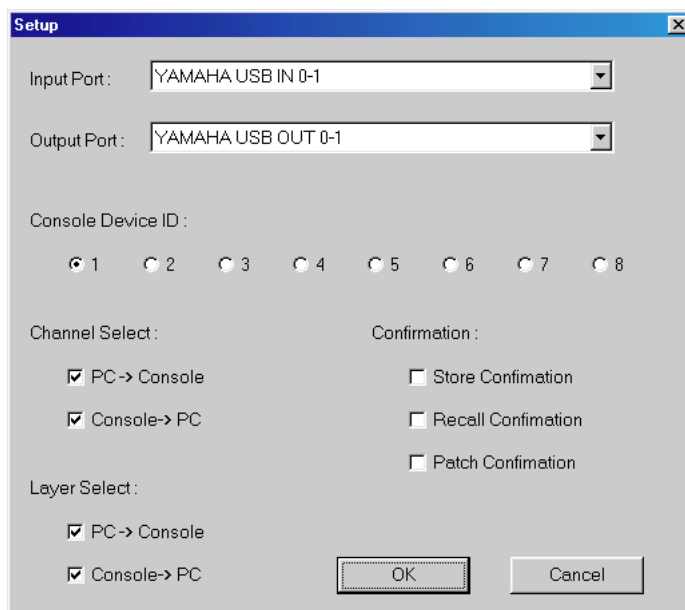 Setup
Input Port :
YAMAHA USB IN 0-1
Output Port :
YAMAHA USB OUT 0-1
Console Device ID :
1 2 3 4 5 6 7 8
Channel Select :
PC -> Console
Console-> PC
Confirmation :
Store Confimation
Recall Confimation
Patch Confimation
Layer Select :
PC -> Console
Console-> PC
OK
Cancel